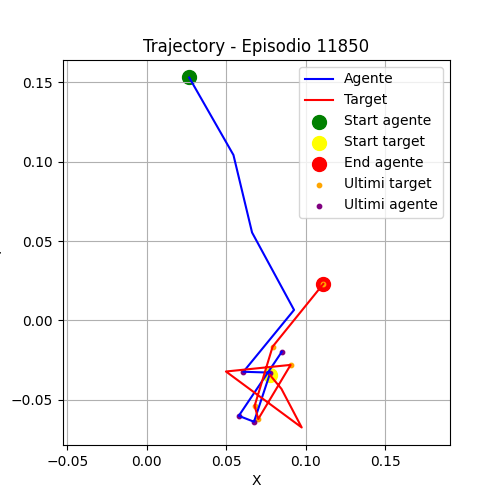 Trajectory - Episodio 11850
Agente
Target
Start agente
Start target
End agente
Ultimi target
Ultimi agente
0.15
0.10
0.05
0.00
−0.05
−0.05
0.00
0.05
0.10
0.15
X